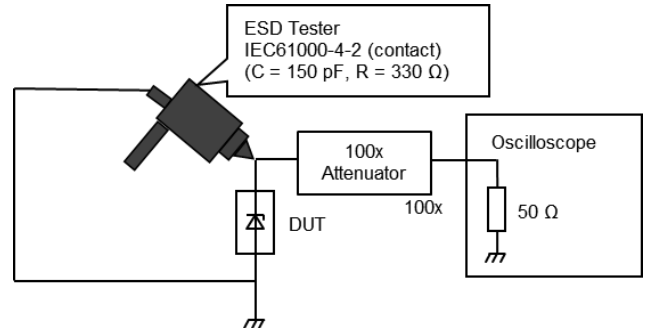 ESD Tester
IEC61000-4-2 (contact)
(C = 150 pF, R = 330 Ω)
100x
Attenuator
100x
Oscilloscope
50 Ω
DUT